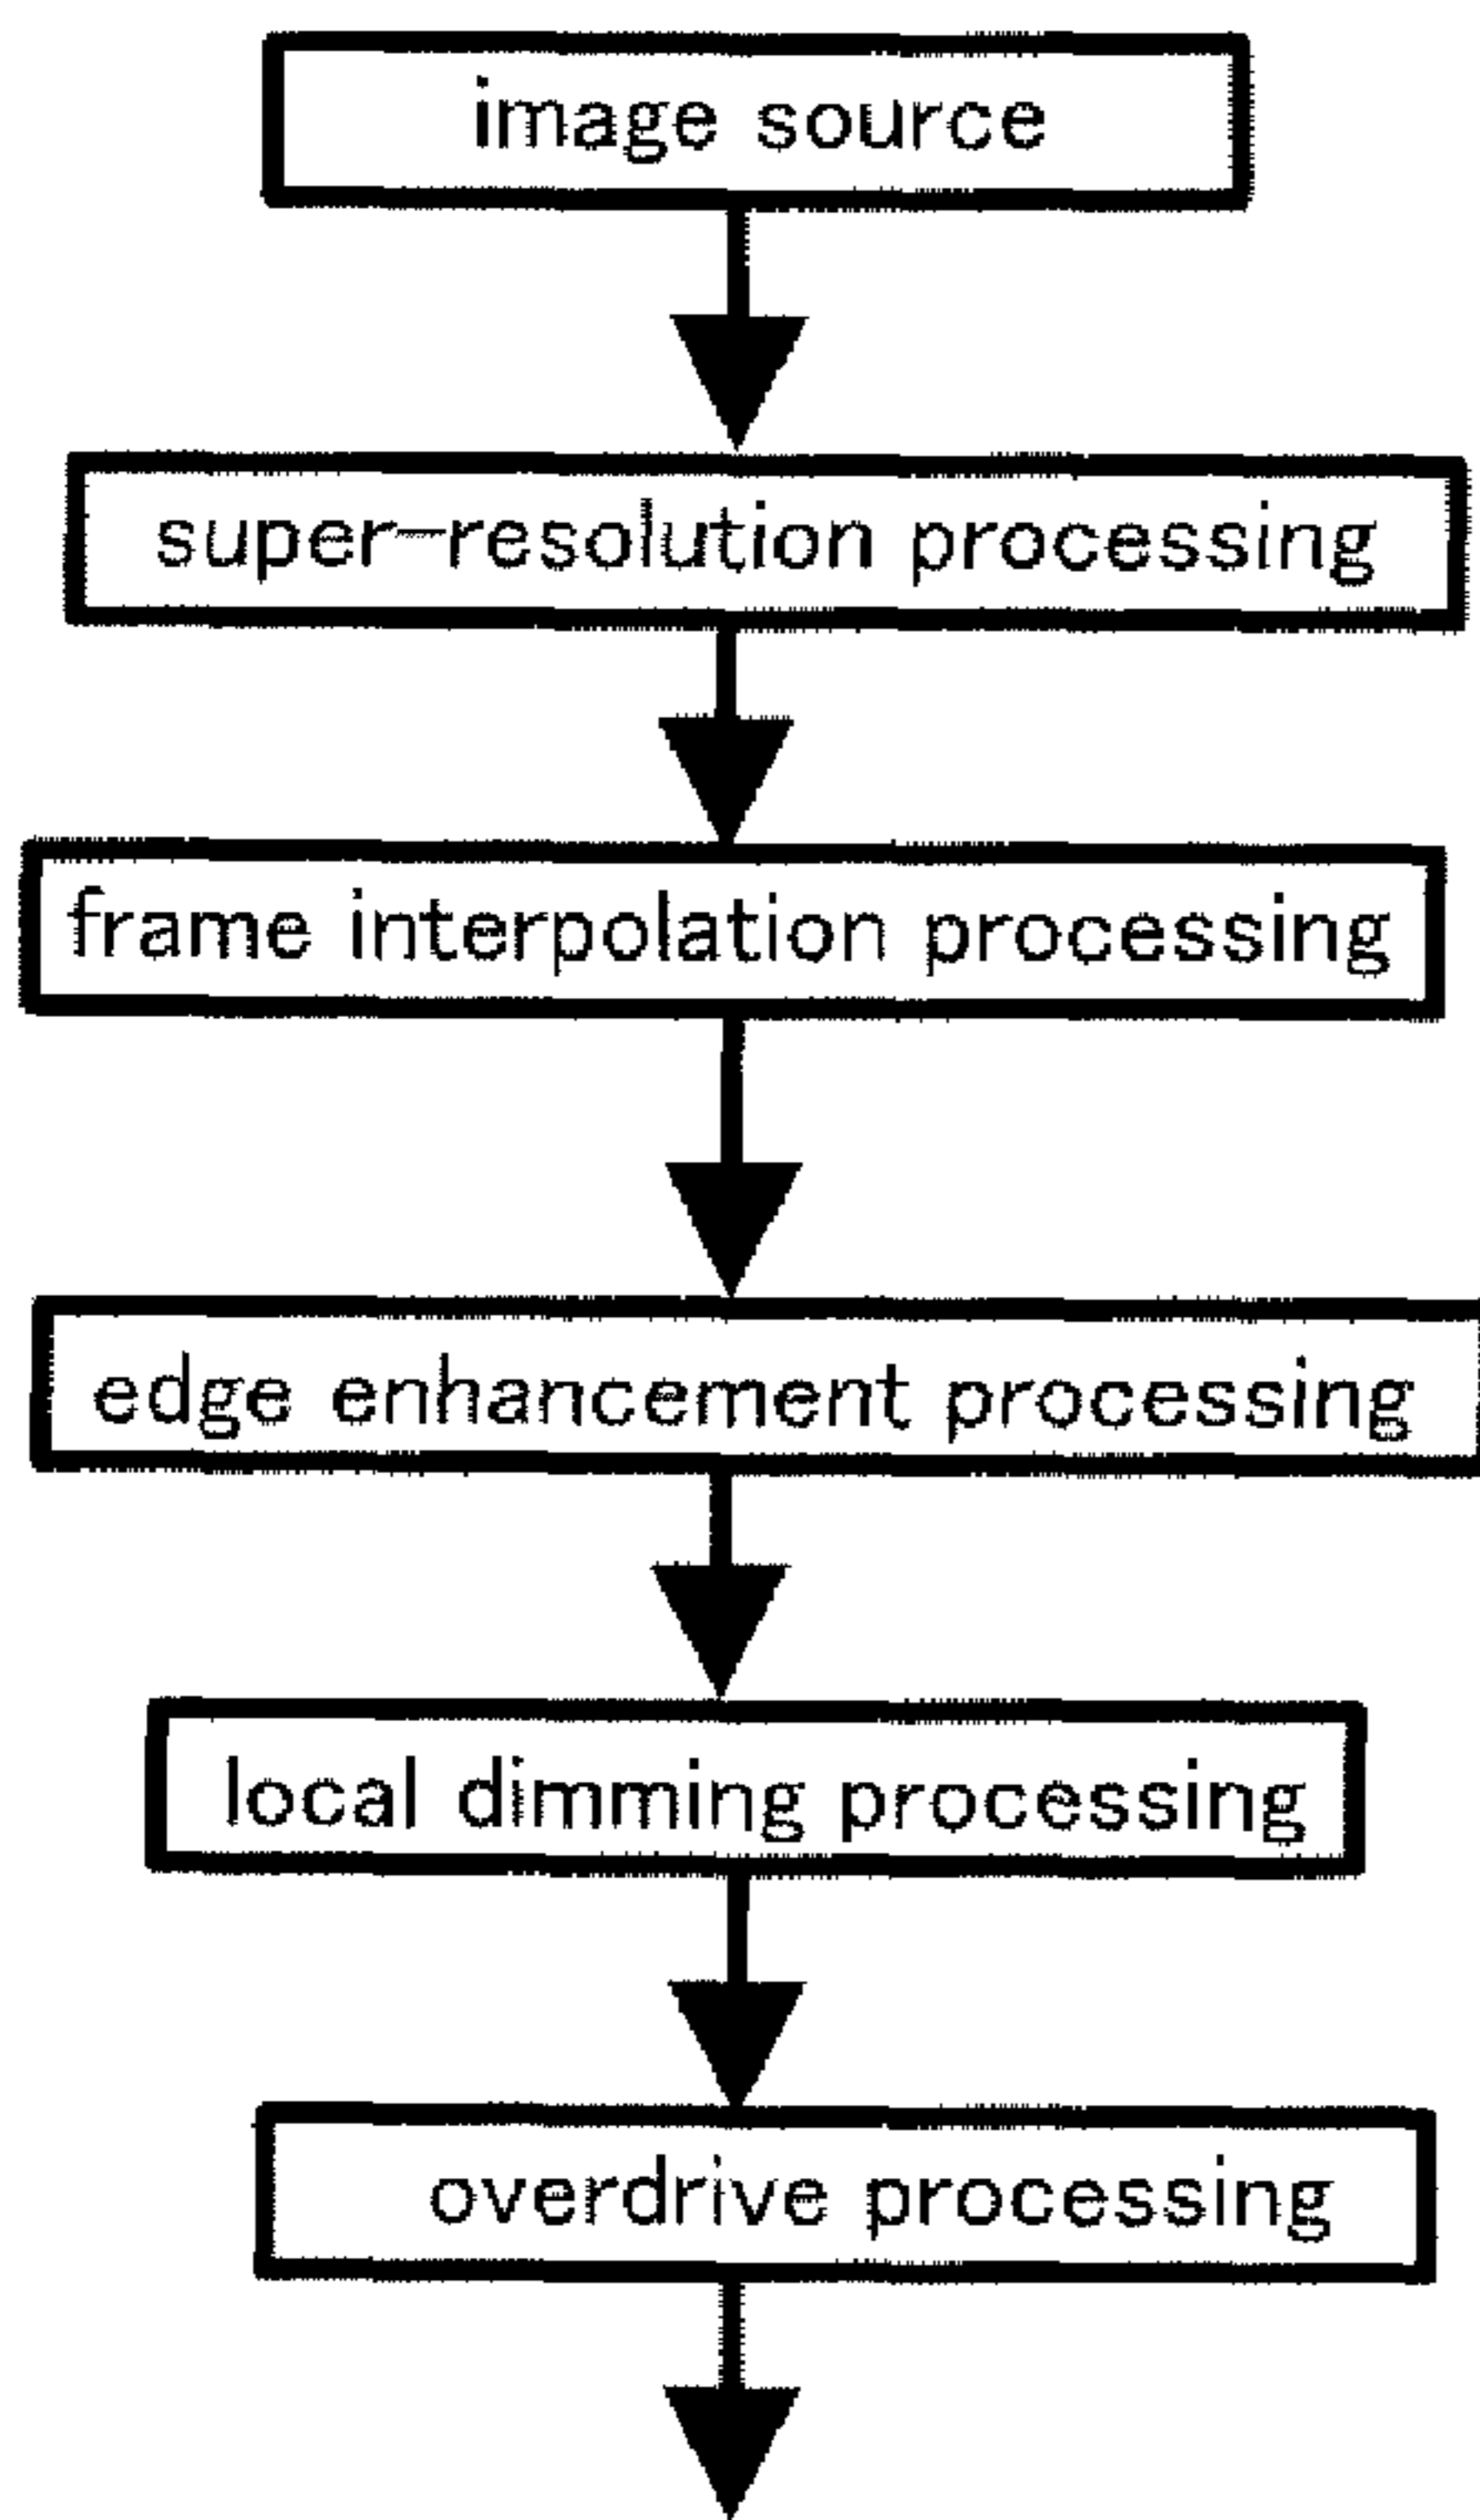 image source
super-resolution processing
frame interpolation processing
edge enhancement processing
local dimming processing
overdrive processing